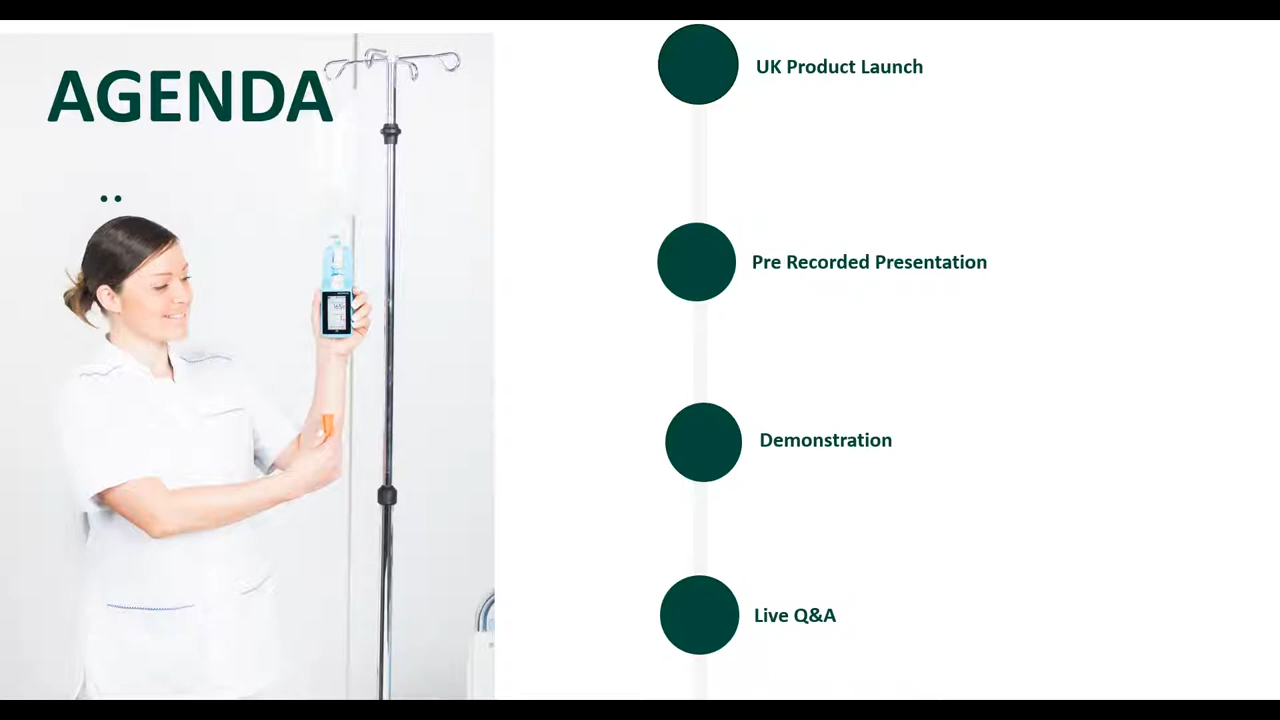 AGENDA
..
UK Product Launch
Pre Recorded Presentation
Demonstration
Live Q&A